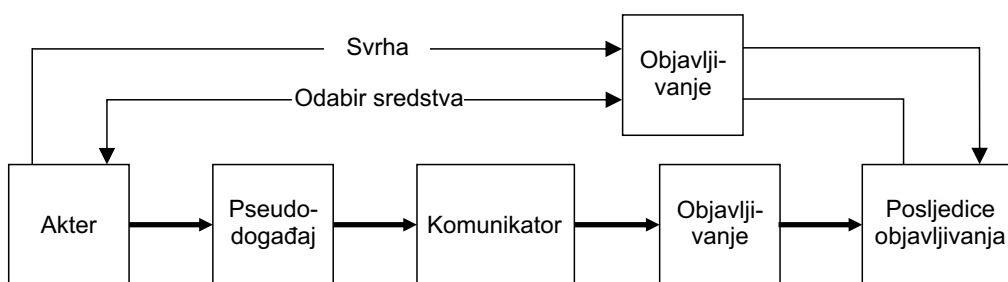 Svrha
Objavlji-
vanje
Odabir sredstva
Akter
Pseudo-
događaj
Komunikator
Objavlji-
vanje
Posljedice
objavljivanja